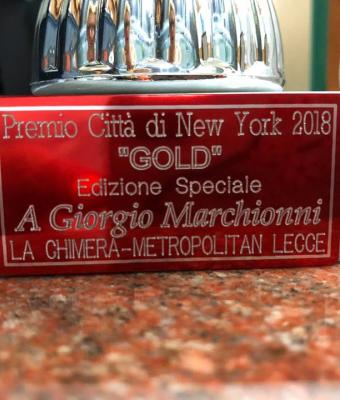 Premio Città di New York 2018
"GOLD"
Edizione Speciale
A Giorgio Marchionni
LA CHIMERA-METROPOLITAN LECCE